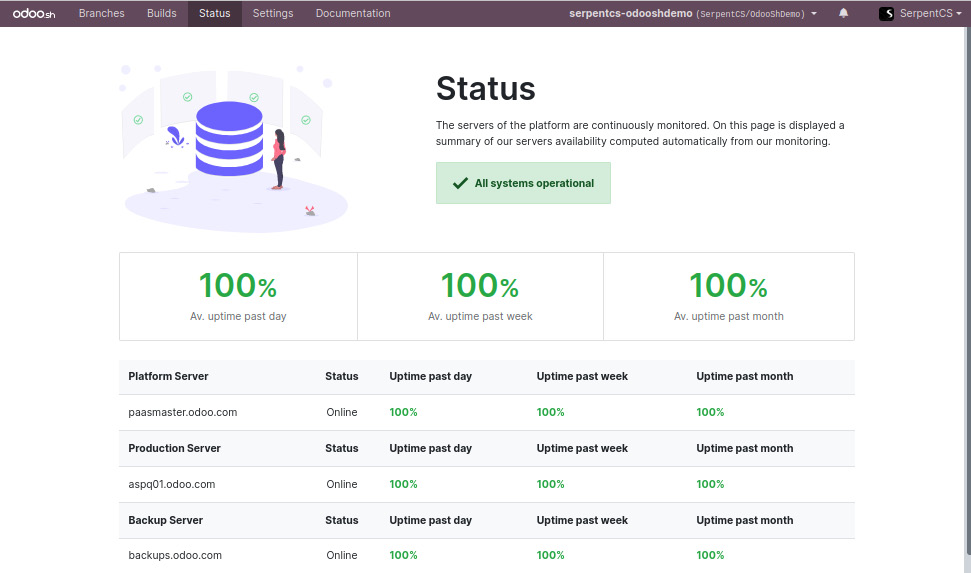 odoo.sh Branches Builds Status Settings Documentation serpentcs-odooshdemo (SerpentCS/OdooShDemo) SerpentCS
Status
The servers of the platform are continuously monitored. On this page is displayed a
summary of our servers availability computed automatically from our monitoring.
All systems operational
100% 100% 100%
Av. uptime past day Av. uptime past week Av. uptime past month
Platform Server Status Uptime past day Uptime past week Uptime past month
paasmaster.odoo.com Online 100% 100% 100%
Production Server Status Uptime past day Uptime past week Uptime past month
aspq01.odoo.com Online 100% 100% 100%
Backup Server Status Uptime past day Uptime past week Uptime past month
backups.odoo.com Online 100% 100% 100%